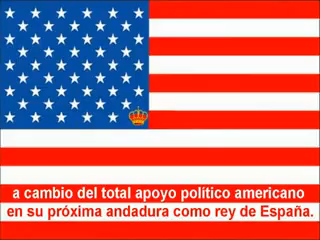 a cambio del total apoyo político americano
en su próxima andadura como rey de España.